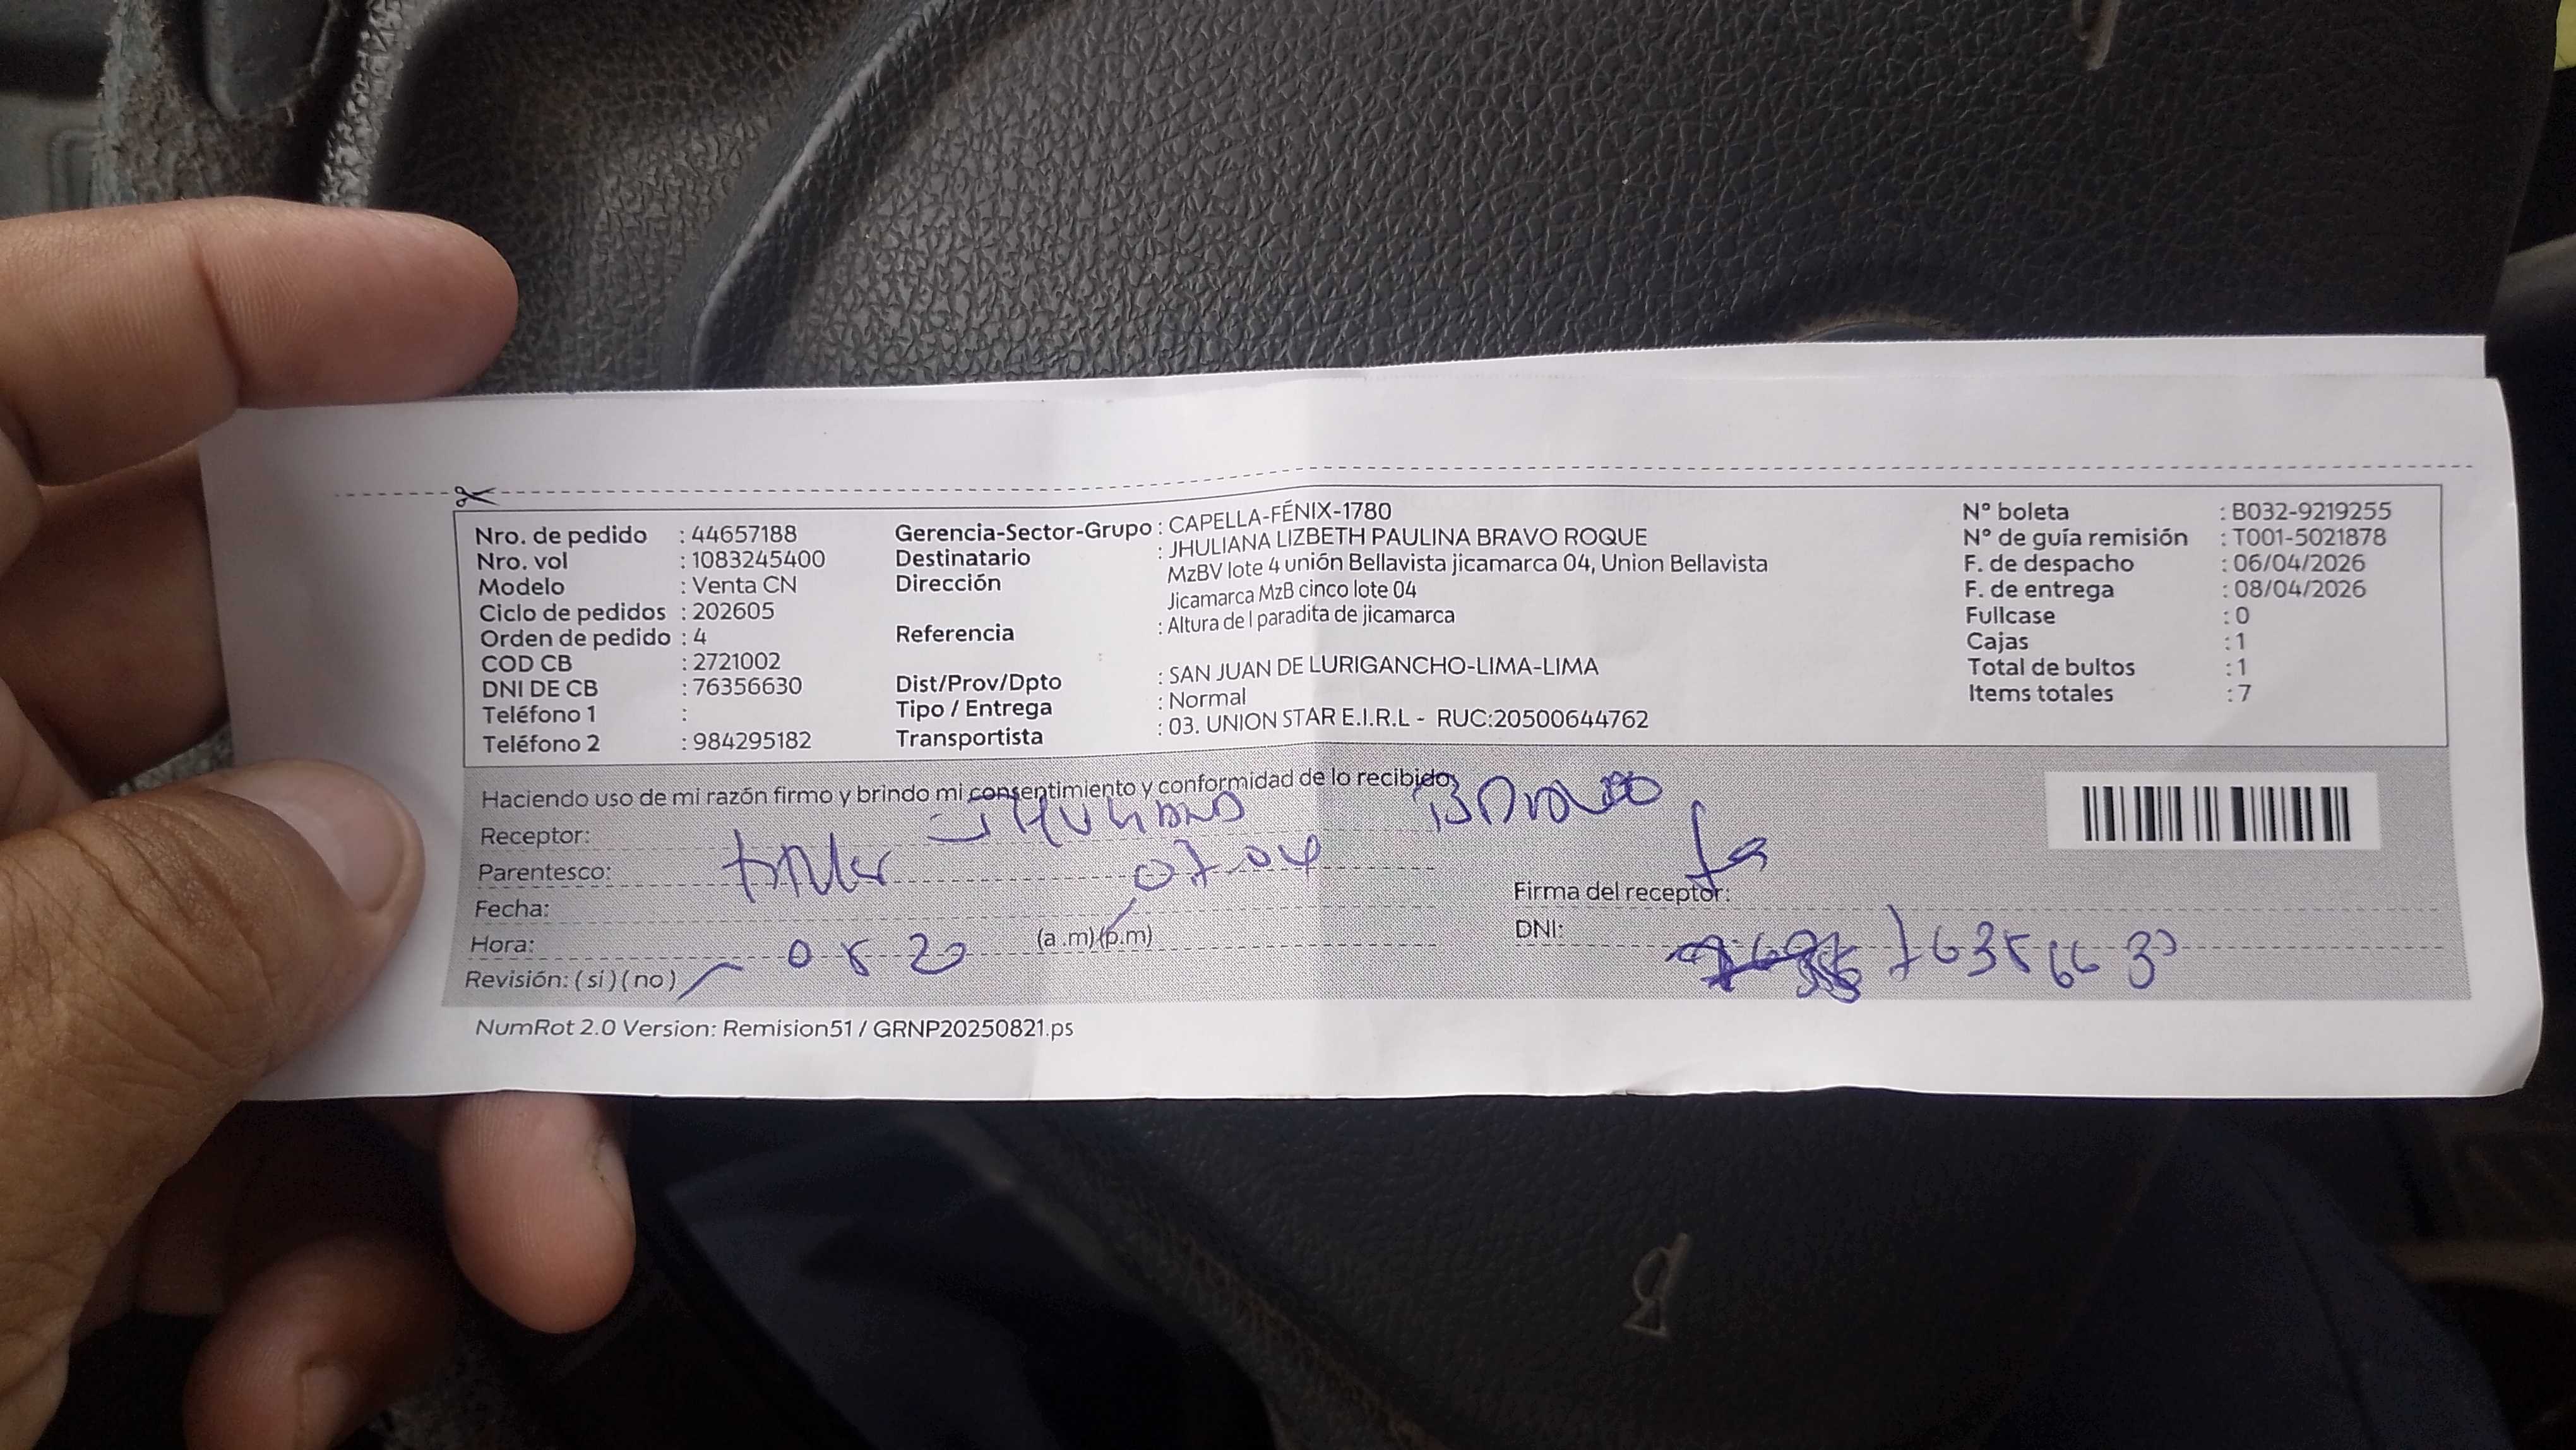 Nro. de pedido : 44657188
Nro. vol : 1083245400
Modelo : Venta CN
Ciclo de pedidos : 202605
Orden de pedido : 4
COD CB : 2721002
DNI DE CB : 76356630
Teléfono 1 :
Teléfono 2 : 984295182
Gerencia-Sector-Grupo : CAPELLA-FÉNIX-1780
Destinatario : JHULIANA LIZBETH PAULINA BRAVO ROQUE
Dirección MzBV lote 4 unión Bellavista jicamarca 04, Union Bellavista
Jicamarca MzB cinco lote 04
Referencia : Altura de l paradita de jicamarca
Dist/Prov/Dpto : SAN JUAN DE LURIGANCHO-LIMA-LIMA
Tipo / Entrega : Normal
Transportista : 03. UNION STAR E.I.R.L - RUC:20500644762
N° boleta : B032-9219255
N° de guía remisión : T001-5021878
F. de despacho : 06/04/2026
F. de entrega : 08/04/2026
Fullcase : 0
Cajas : 1
Total de bultos : 1
Items totales : 7
Haciendo uso de mi razón firmo y brindo mi consentimiento y conformidad de lo recibido
Receptor:
Parentesco:
Fecha: 07 04
Hora: (a .m)(p.m)
Revisión: ( sí ) ( no )
Firma del receptor:
DNI:
NumRot 2.0 Version: Remision51 / GRNP20250821.ps